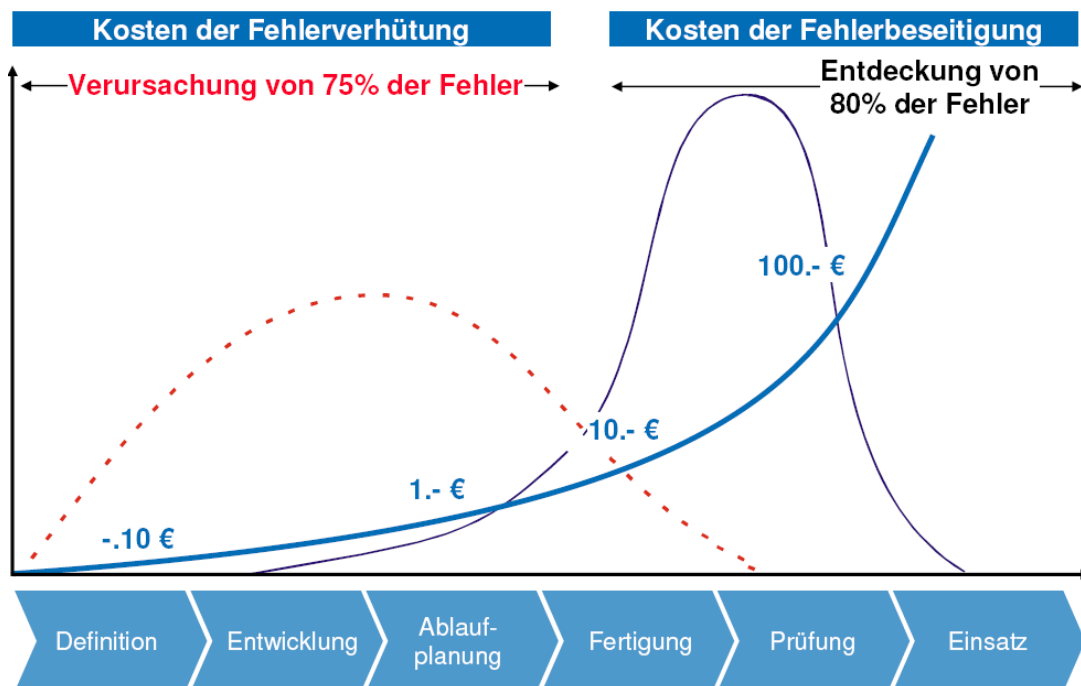 Kosten der Fehlerverhütung
Kosten der Fehlerbeseitigung
Verursachung von 75% der Fehler
Entdeckung von
80% der Fehler
100.- €
10.- €
1.- €
-.10 €
Definition
Entwicklung
Ablauf-
planung
Fertigung
Prüfung
Einsatz